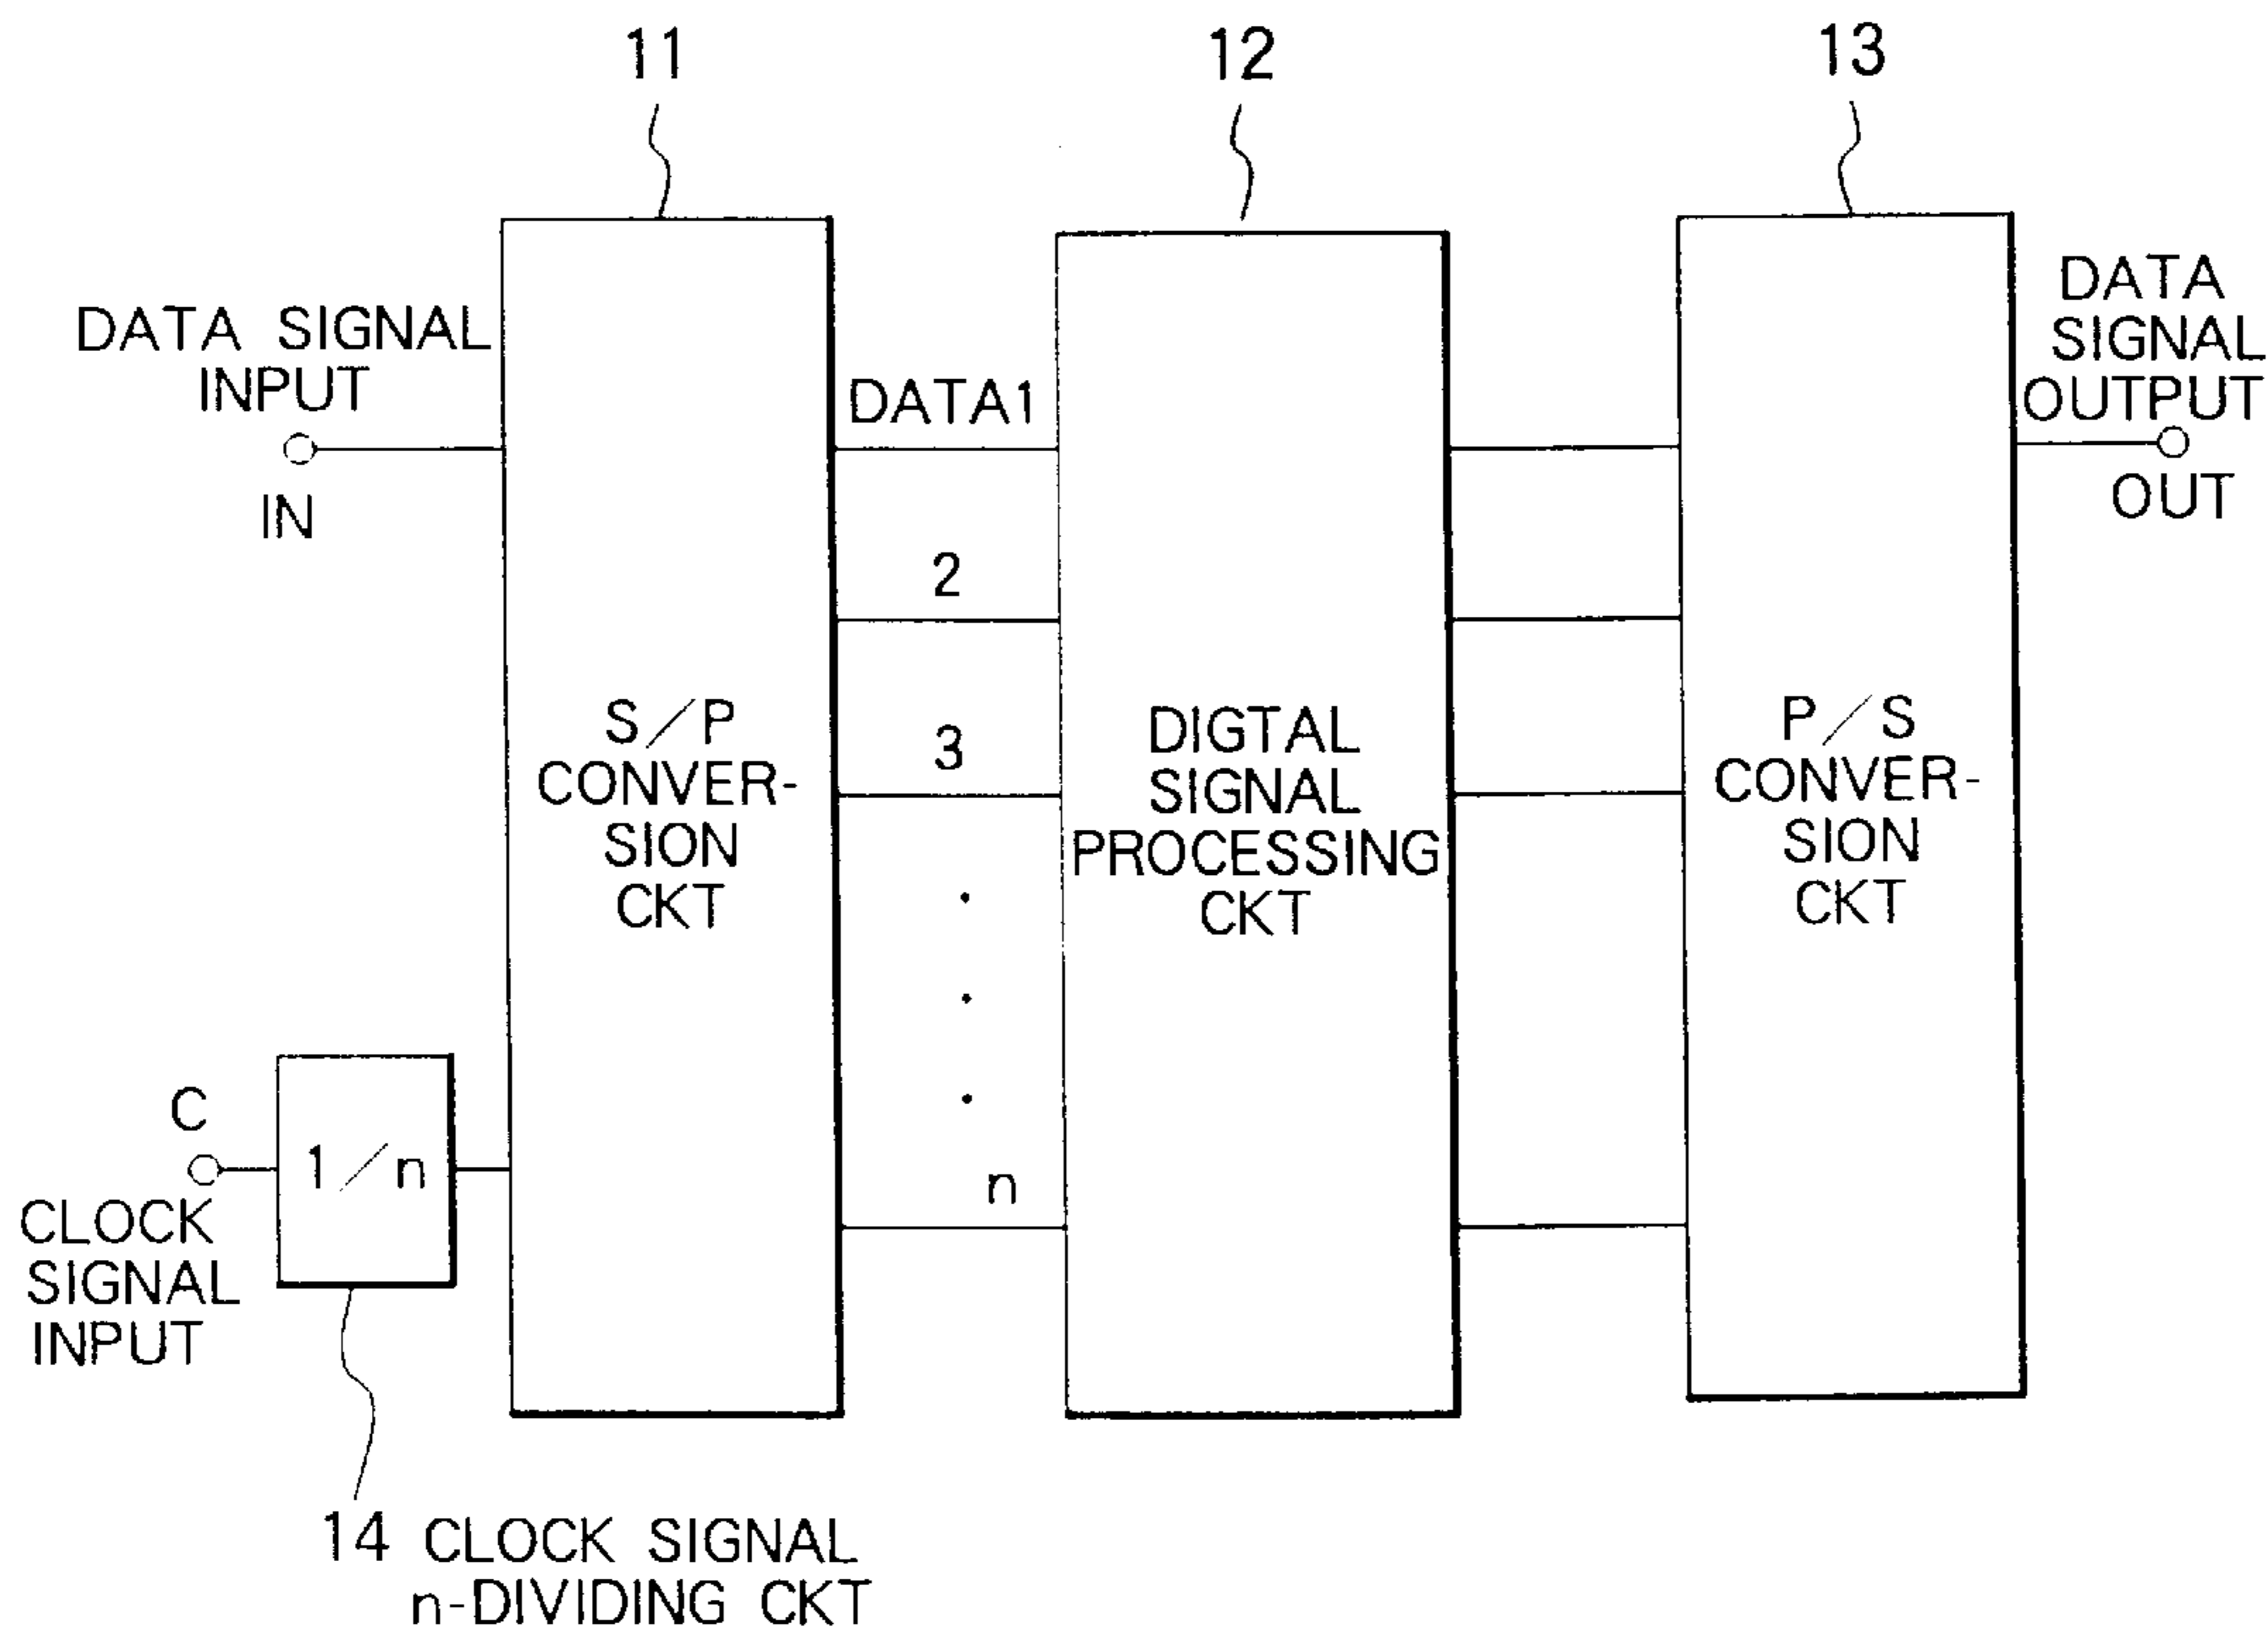 11
12
13
DATA SIGNAL
INPUT
IN
DATA1
2
3
n
DATA
SIGNAL
OUTPUT
OUT
S/P
CONVER-
SION
CKT
DIGTAL
SIGNAL
PROCESSING
CKT
P/S
CONVER-
SION
CKT
C
1/n
CLOCK
SIGNAL
INPUT
14 CLOCK SIGNAL
n-DIVIDING CKT